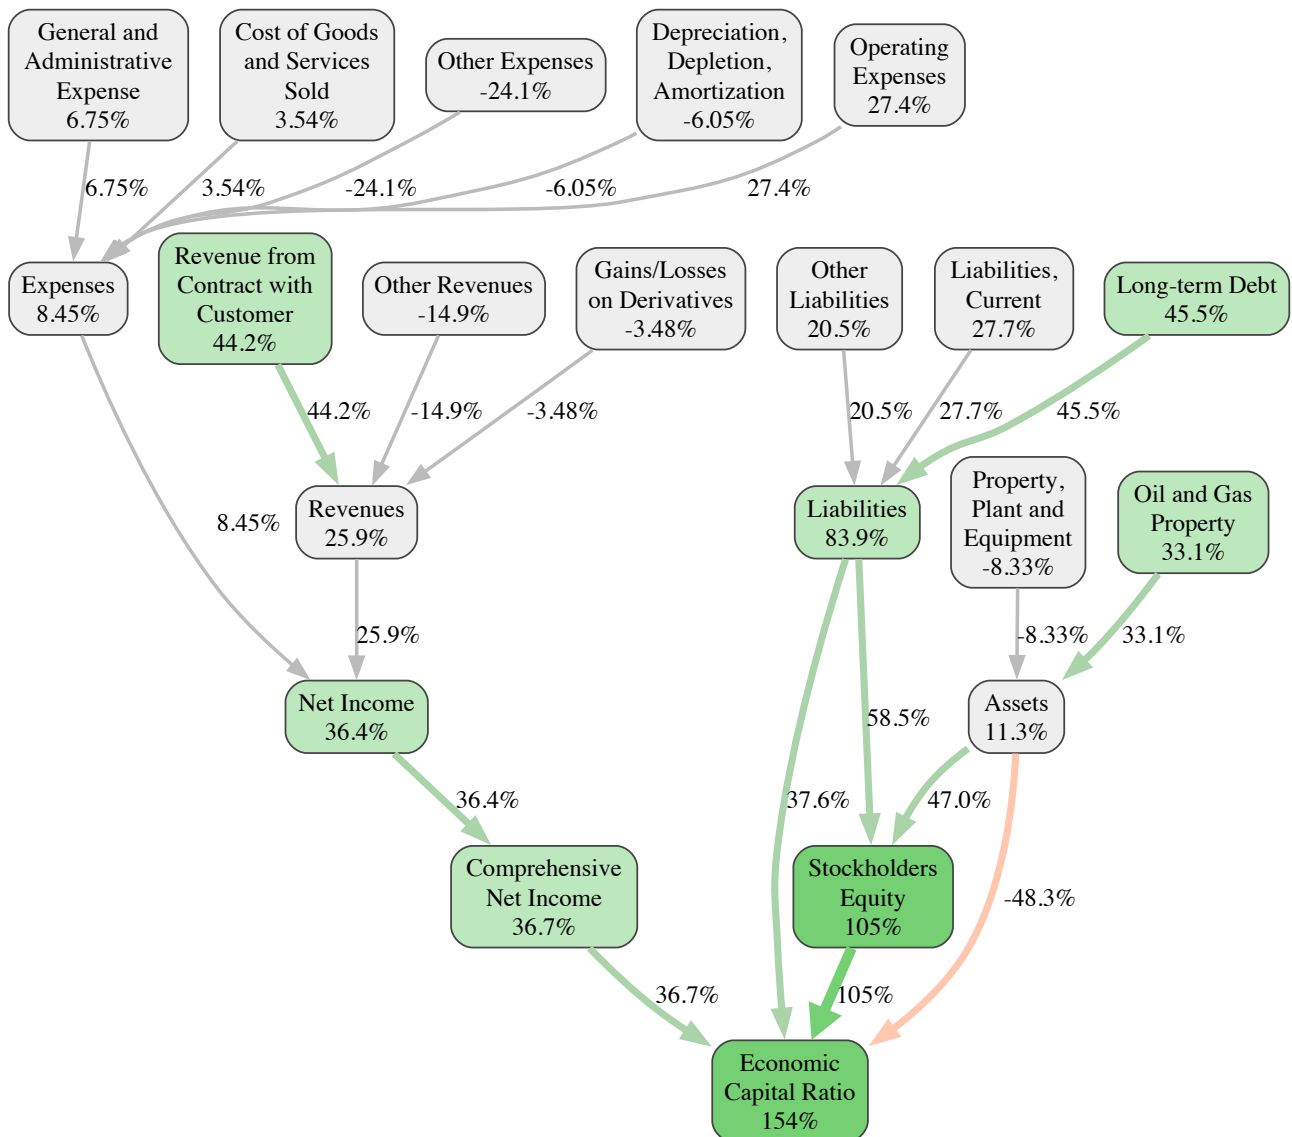 General and
Administrative
Expense
6.75%
Cost of Goods
and Services
Sold
3.54%
Other Expenses
-24.1%
Depreciation,
Depletion,
Amortization
-6.05%
Operating
Expenses
27.4%
6.75%
3.54%
-24.1%
-6.05%
27.4%
Expenses
8.45%
Revenue from
Contract with
Customer
44.2%
Other Revenues
-14.9%
Gains/Losses
on Derivatives
-3.48%
Other
Liabilities
20.5%
Liabilities,
Current
27.7%
Long-term Debt
45.5%
44.2%
-14.9%
-3.48%
20.5%
27.7%
45.5%
8.45%
Revenues
25.9%
Liabilities
83.9%
Property,
Plant and
Equipment
-8.33%
Oil and Gas
Property
33.1%
25.9%
-8.33%
33.1%
Net Income
36.4%
58.5%
Assets
11.3%
36.4%
37.6%
47.0%
Comprehensive
Net Income
36.7%
Stockholders
Equity
105%
-48.3%
36.7%
105%
Economic
Capital Ratio
154%